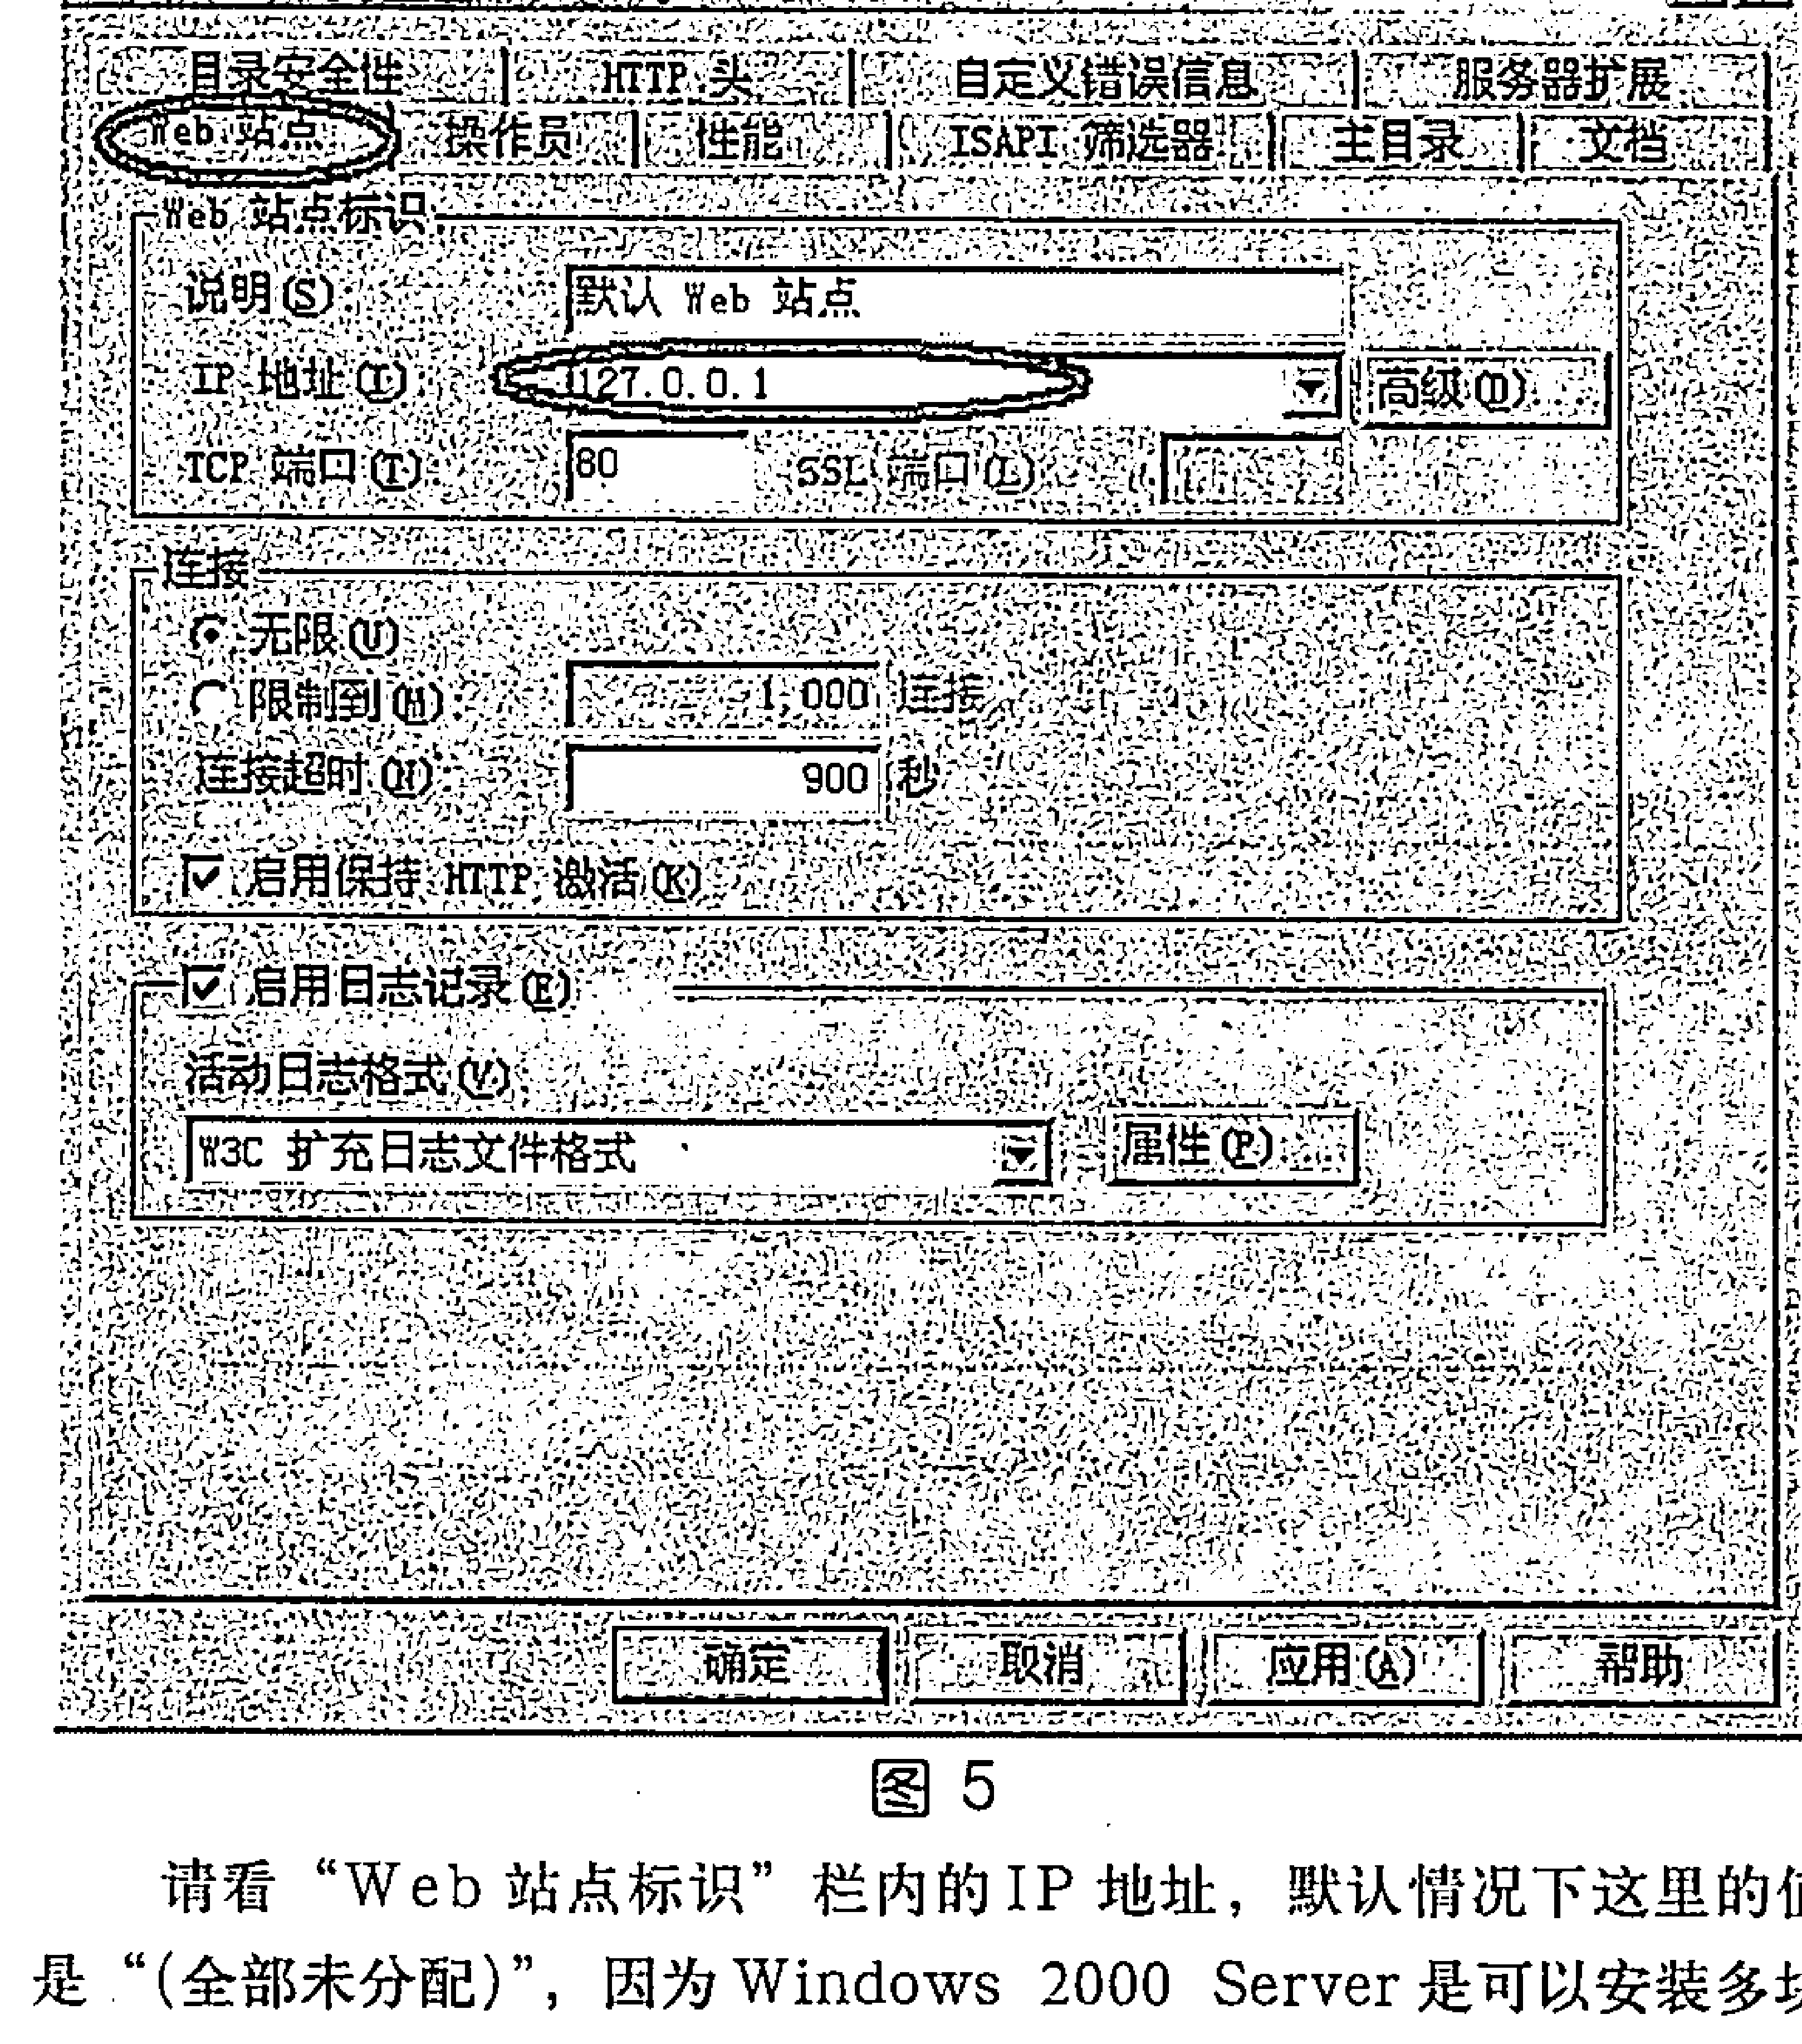 目录安全性 HTTP 头 自定义错误信息 服务器扩展
Web 站点 操作员 性能 ISAPI 筛选器 主目录 文档
Web 站点标识
说明(S): 默认 Web 站点
IP 地址(I): 127.0.0.1 高级(D)...
TCP 端口(T): 80 SSL 端口(L):
连接
无限(U)
限制到(M): 1,000 连接
连接超时(N): 900 秒
启用保持 HTTP 激活(K)
启用日志记录(E)
活动日志格式(V):
W3C 扩充日志文件格式 属性(P)...
确定 取消 应用(A) 帮助
图 5
请看“Web 站点标识”栏内的IP 地址，默认情况下这里的值
是“(全部未分配)”，因为Windows 2000 Server是可以安装多块